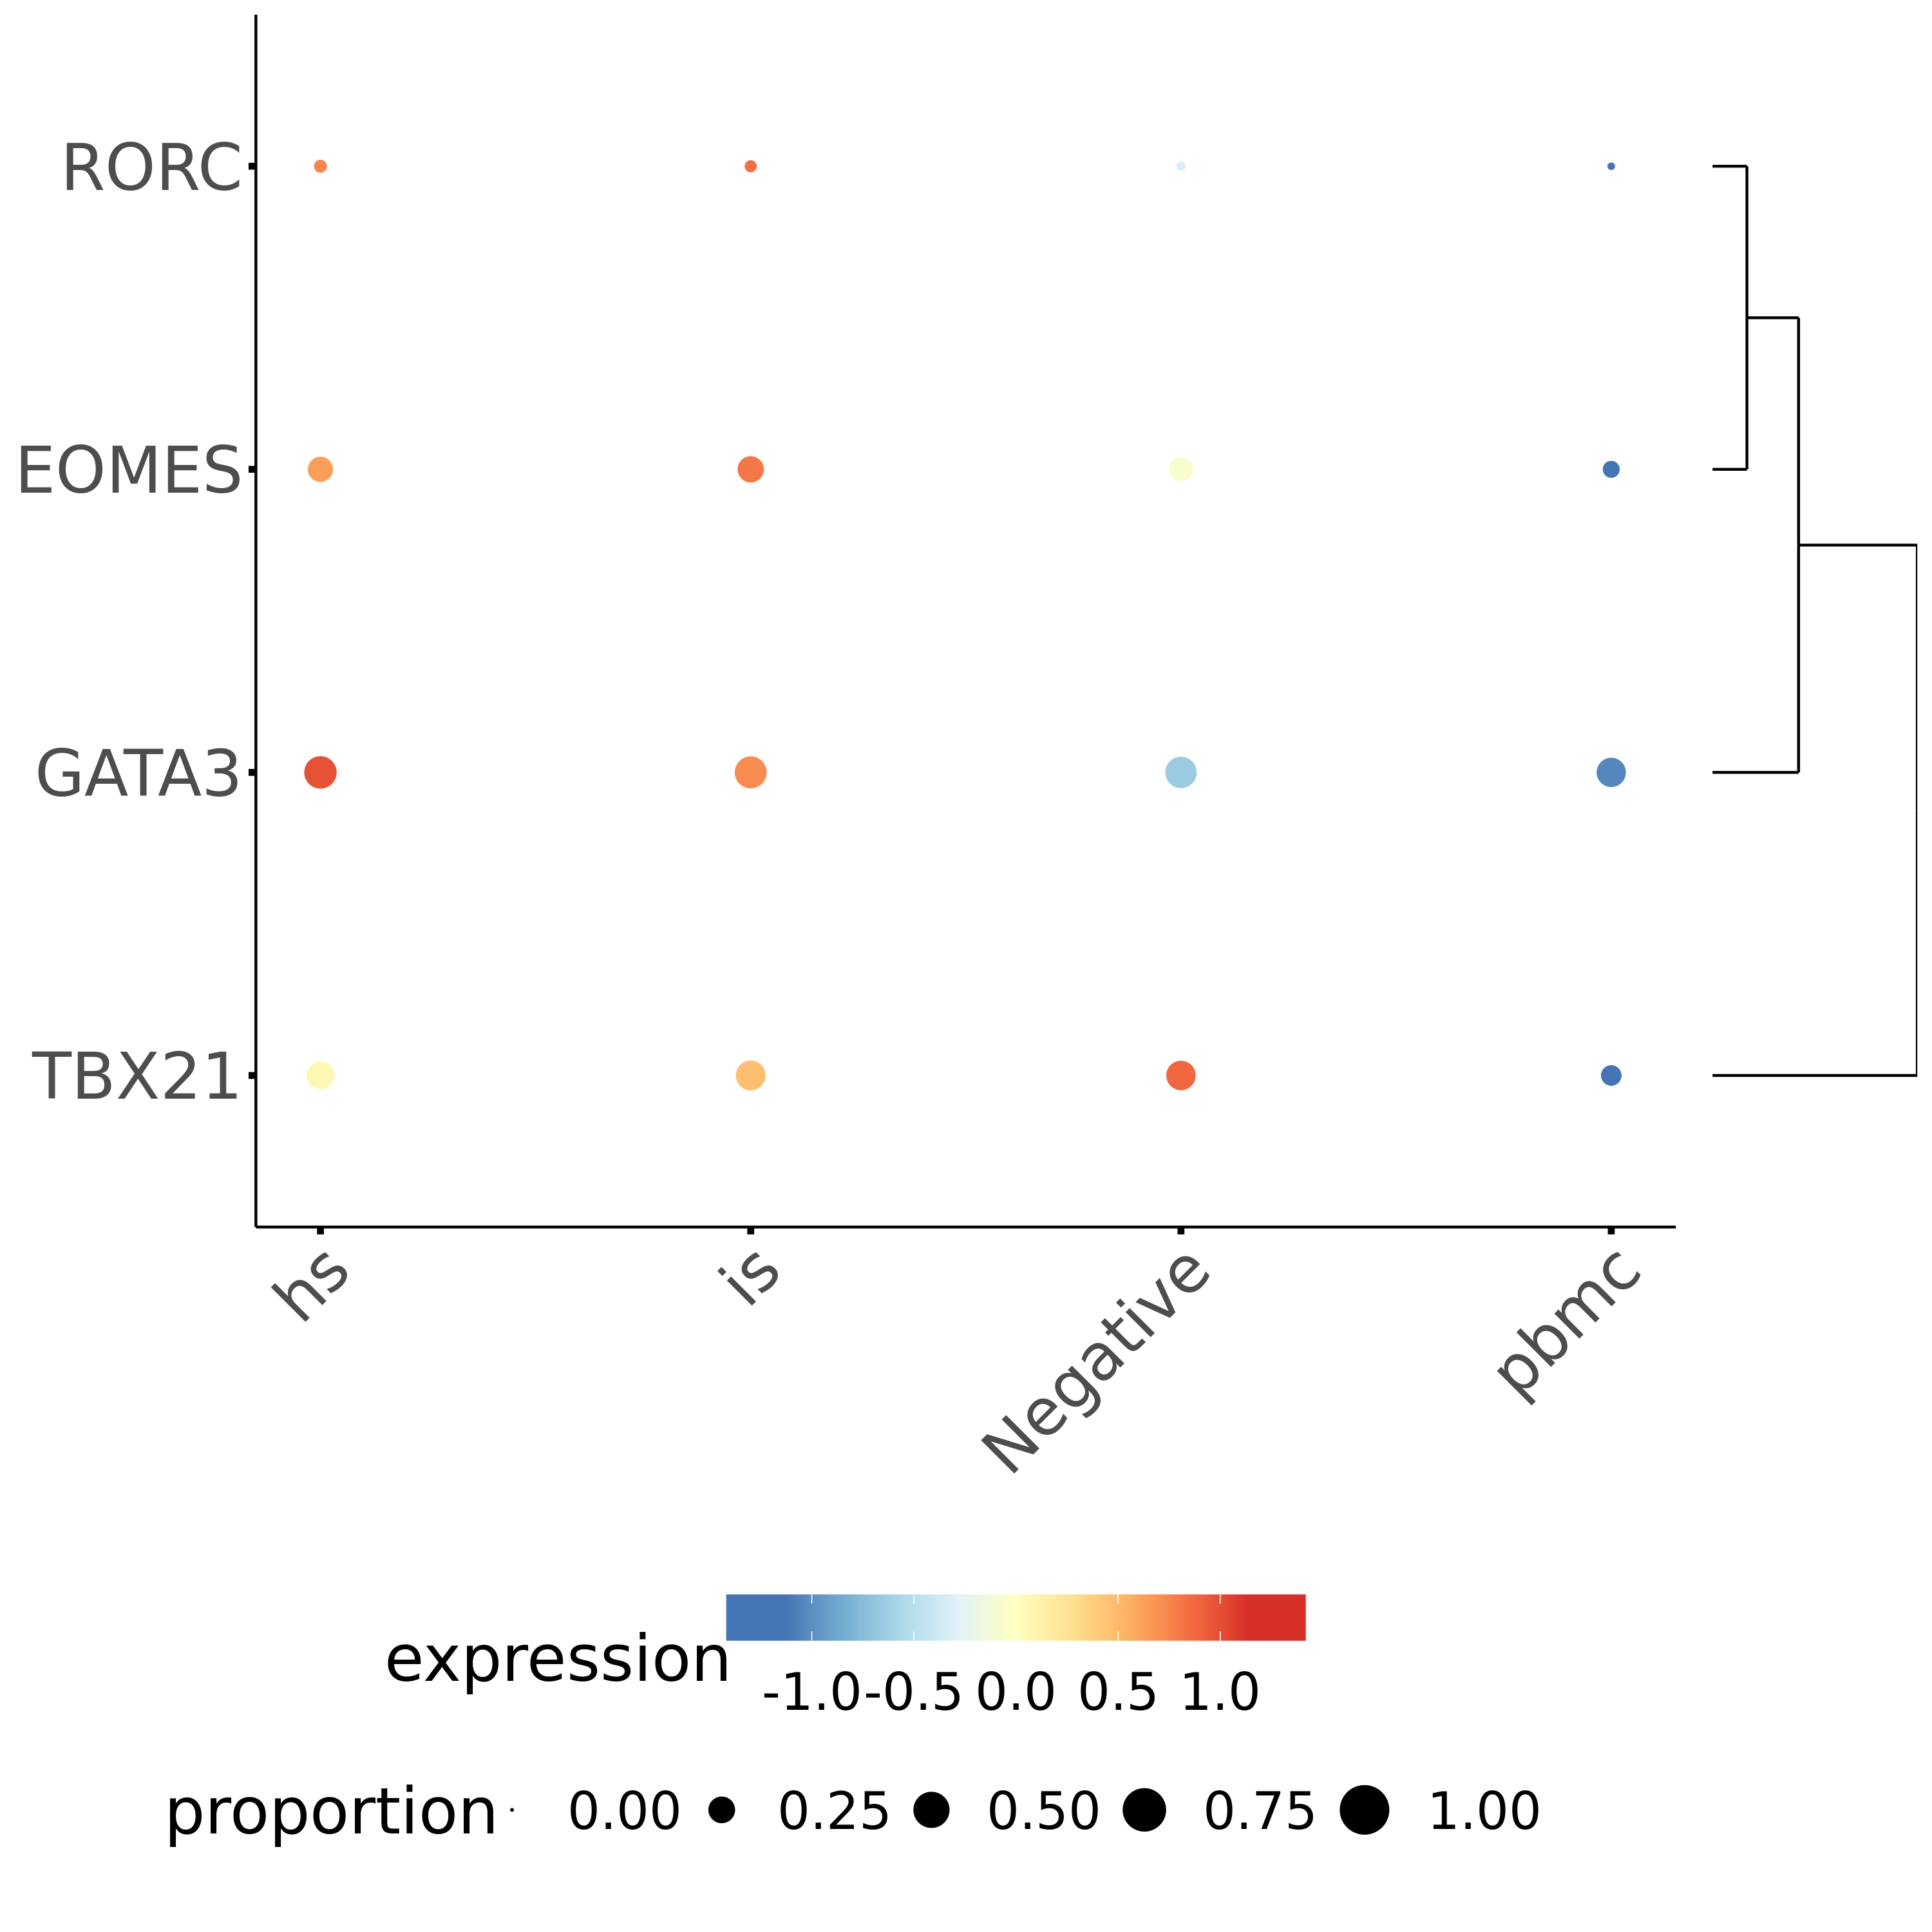 RORC
EOMES
GATA3
TBX21
hs
is
Negative
pbmc
expression
-1.0 -0.5 0.0 0.5 1.0
proportion 0.00 0.25 0.50 0.75 1.00